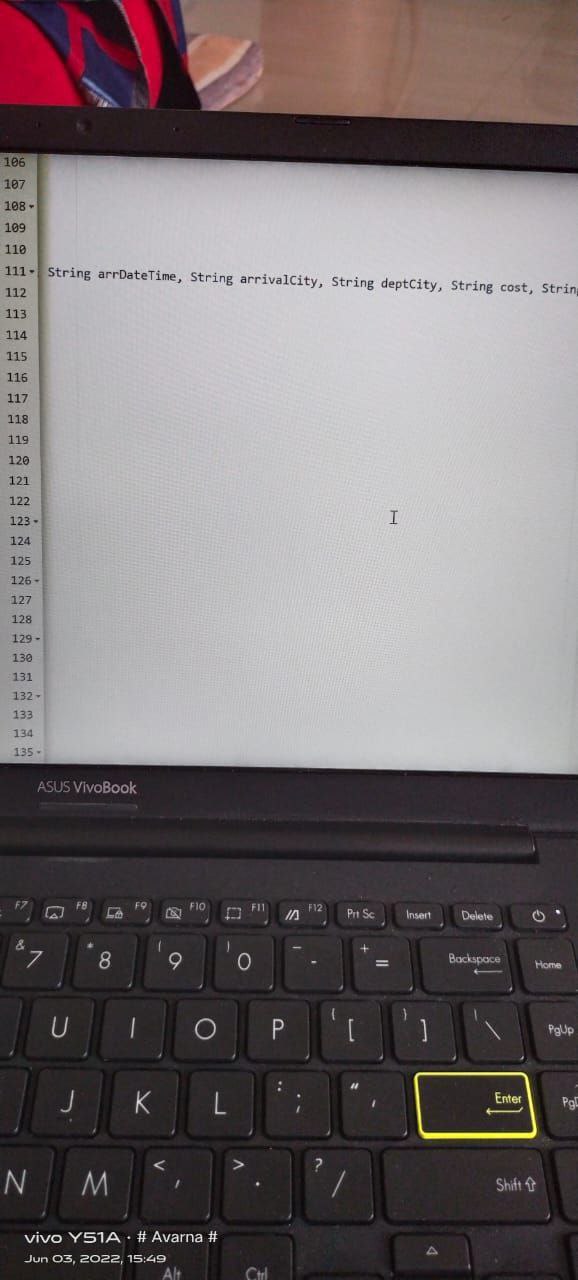 106
107
108
109
110
111 String arrDateTime, String arrivalCity, String deptCity, String cost, String
112
113
114
115
116
117
118
119
120
121
122
123
124
125
126
127
128
129
130
131
132
133
134
135
ASUS VivoBook
F7 F8 F9 F10 F11 F12 Prt Sc Insert Delete
& 7 * 8 ( 9 ) 0 _ - + = Backspace Home
U I O P { [ } ] | \ PgUp
J K L : ; " ' Enter
N M < , > . ? / Shift
Alt Ctrl
vivo Y51A · # Avarna #
Jun 03, 2022, 15:49